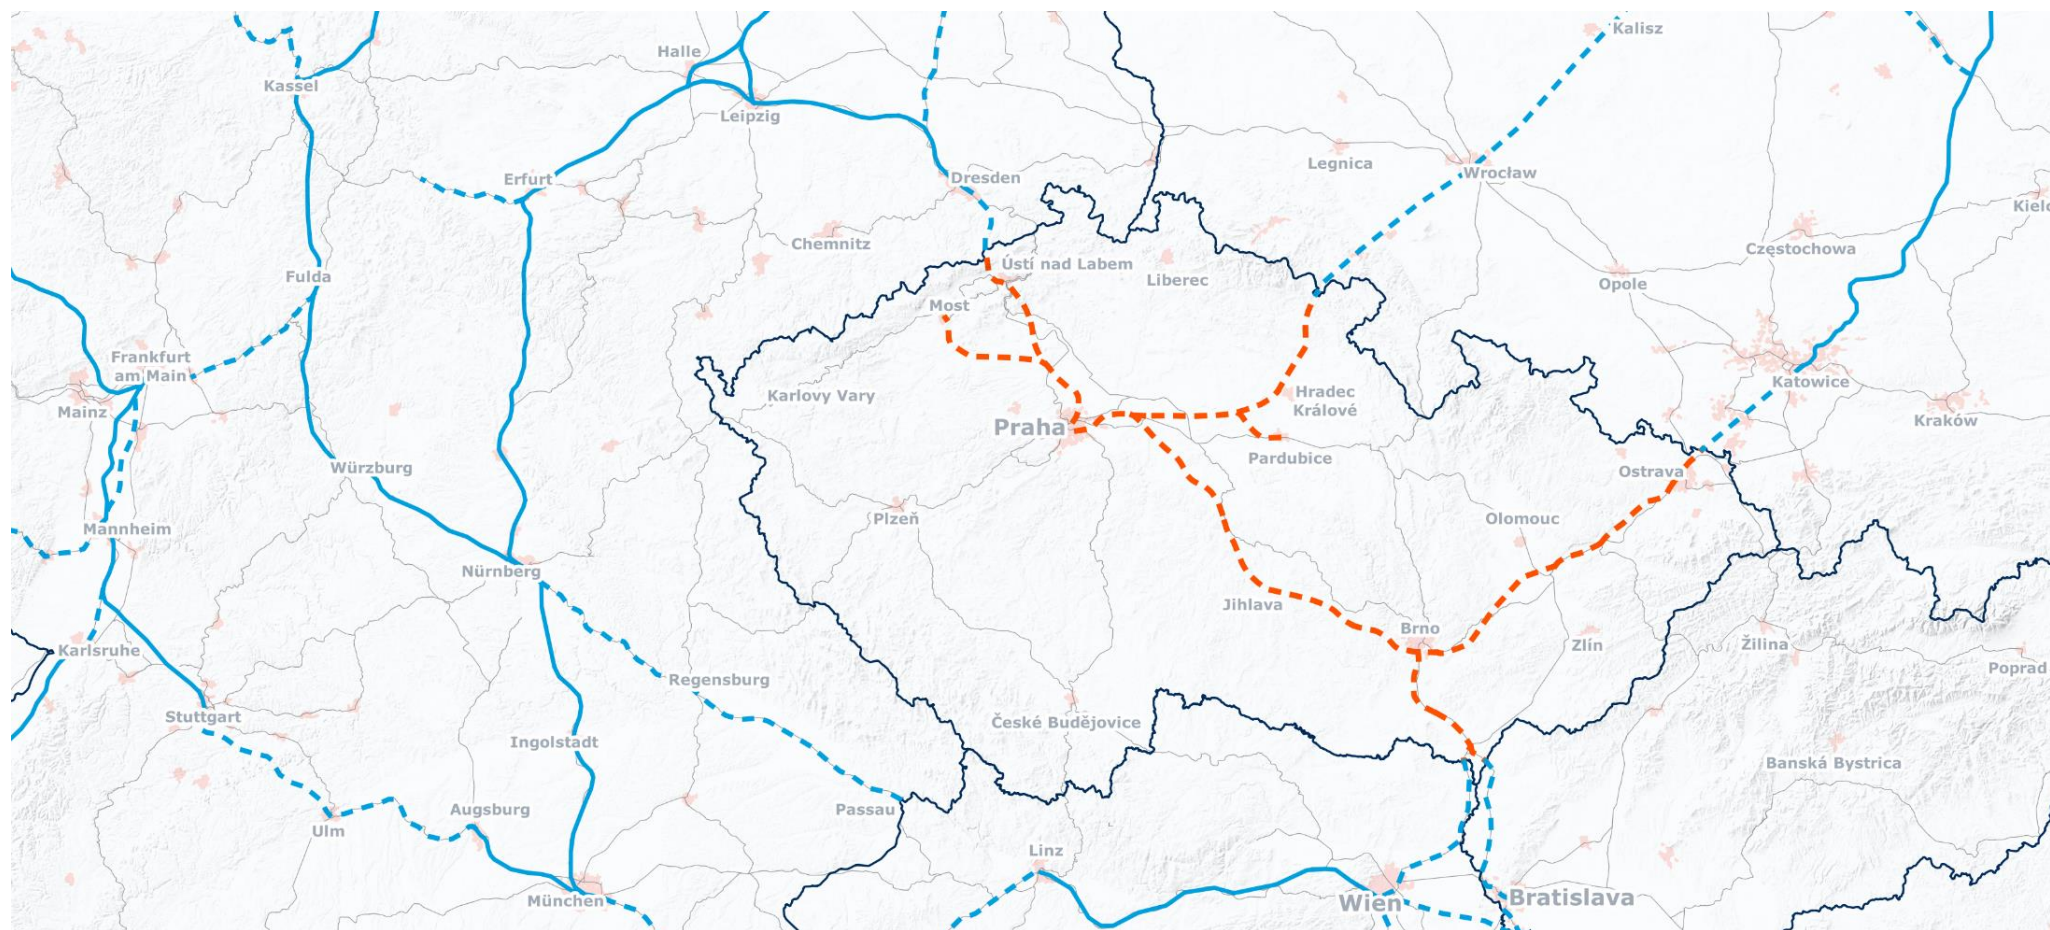 Kalisz
Halle
Kassel
Leipzig
Legnica
Wrocław
Erfurt
Dresden
Chemnitz
Częstochowa
Ústí nad Labem
Fulda
Liberec
Opole
Most
Frankfurt
am Main
Mainz
Karlovy Vary
Hradec
Králové
Katowice
Kraków
Praha
Pardubice
Würzburg
Ostrava
Plzeň
Olomouc
Mannheim
Nürnberg
Jihlava
Brno
Zlín
Žilina
Karlsruhe
Poprad
Regensburg
Stuttgart
České Budějovice
Ingolstadt
Banská Bystrica
Augsburg
Passau
Ulm
Linz
München
Wien
Bratislava